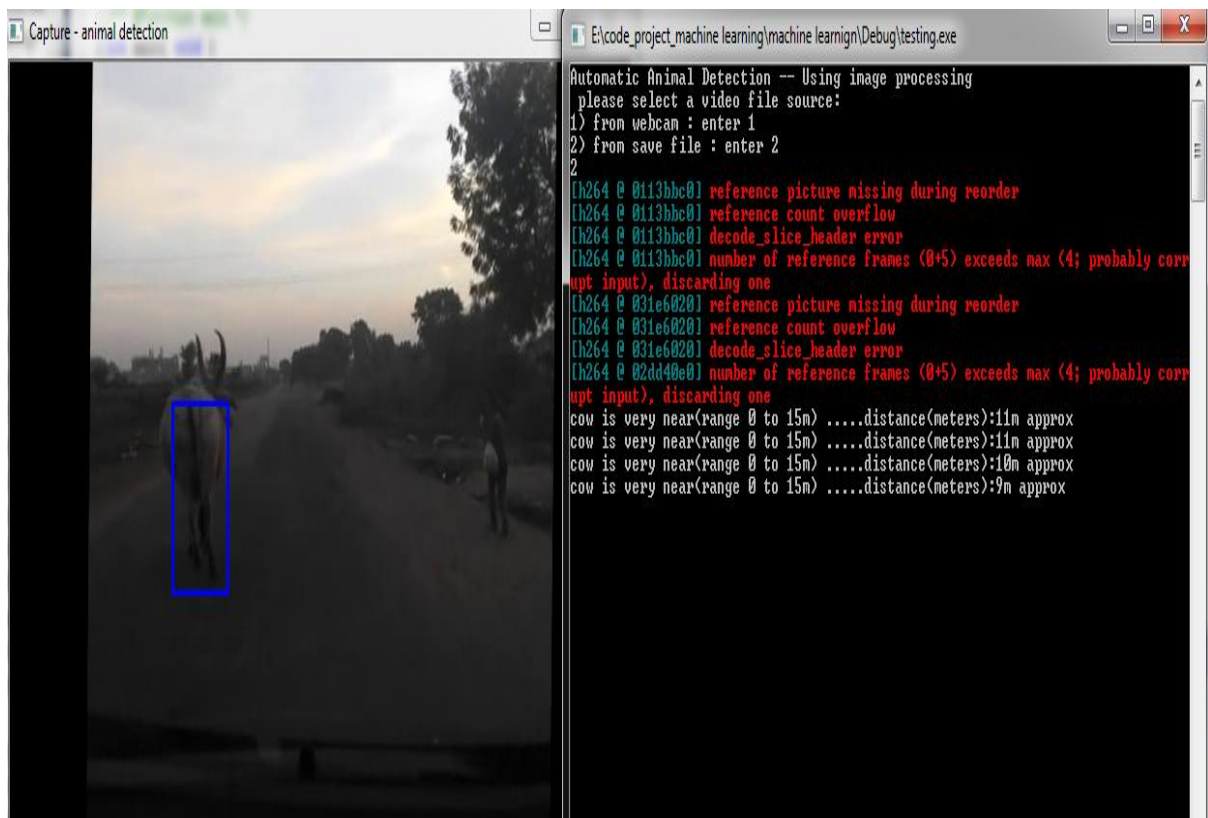 Capture - animal detection
E:\code_project_machine learning\machine learnign\Debug\testing.exe
Automatic Animal Detection -- Using image processing
please select a video file source:
1) from webcam : enter 1
2) from save file : enter 2
2
[h264 @ 0113bbc0] reference picture missing during reorder
[h264 @ 0113bbc0] reference count overflow
[h264 @ 0113bbc0] decode_slice_header error
[h264 @ 0113bbc0] number of reference frames (0+5) exceeds max (4; probably corr
upt input), discarding one
[h264 @ 031e6020] reference picture missing during reorder
[h264 @ 031e6020] reference count overflow
[h264 @ 031e6020] decode_slice_header error
[h264 @ 02dd40e0] number of reference frames (0+5) exceeds max (4; probably corr
upt input), discarding one
cow is very near(range 0 to 15m) .....distance(meters):11m approx
cow is very near(range 0 to 15m) .....distance(meters):11m approx
cow is very near(range 0 to 15m) .....distance(meters):10m approx
cow is very near(range 0 to 15m) .....distance(meters):9m approx